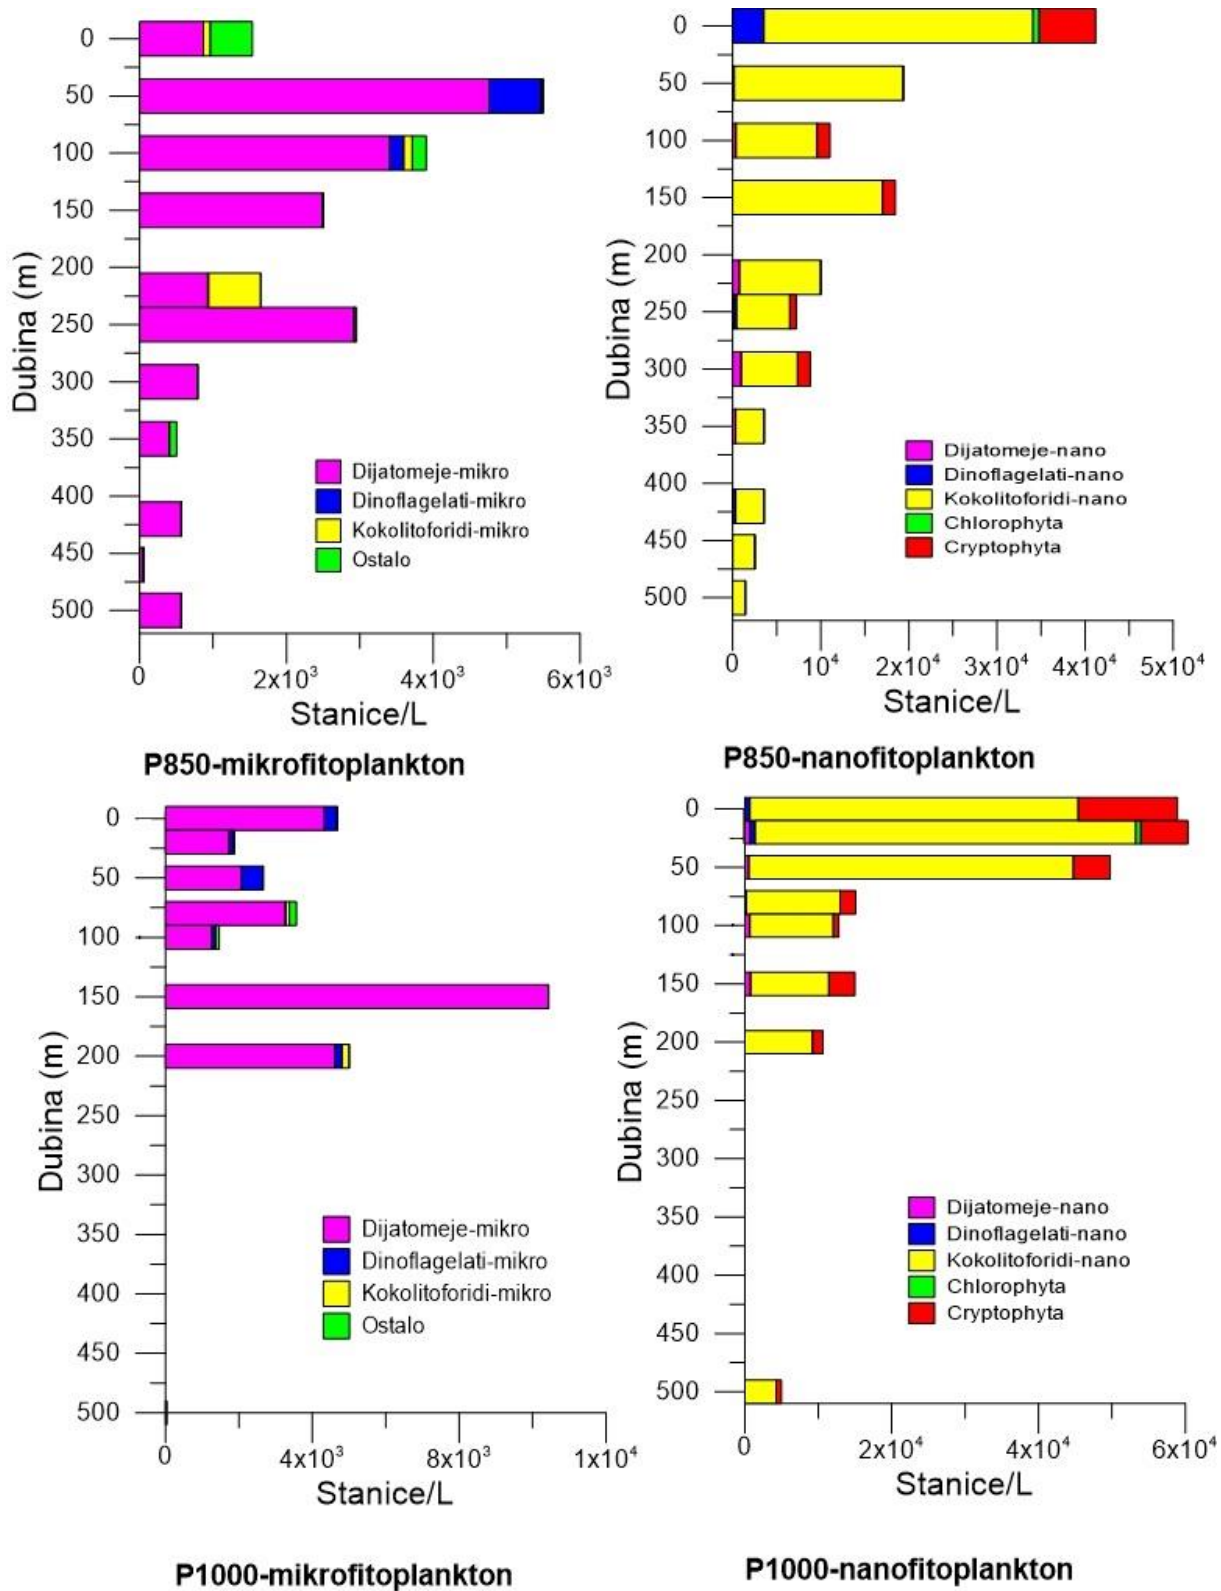 0
50
100
150
200
250
300
350
400
450
500
Dubina (m)
Dijatomeje-mikro
Dinoflagelati-mikro
Kokolitoforidi-mikro
Ostalo
0
2x10³
4x10³
6x10³
Stanice/L
P850-mikrofitoplankton
0
50
100
150
200
250
300
350
400
450
500
Dubina (m)
Dijatomeje-nano
Dinoflagelati-nano
Kokolitoforidi-nano
Chlorophyta
Cryptophyta
0
10⁴
2x10⁴
3x10⁴
4x10⁴
5x10⁴
Stanice/L
P850-nanofitoplankton
0
50
100
150
200
250
300
350
400
450
500
Dubina (m)
Dijatomeje-mikro
Dinoflagelati-mikro
Kokolitoforidi-mikro
Ostalo
0
4x10³
8x10³
1x10⁴
Stanice/L
P1000-mikrofitoplankton
0
50
100
150
200
250
300
350
400
450
500
Dubina (m)
Dijatomeje-nano
Dinoflagelati-nano
Kokolitoforidi-nano
Chlorophyta
Cryptophyta
0
2x10⁴
4x10⁴
6x10⁴
Stanice/L
P1000-nanofitoplankton